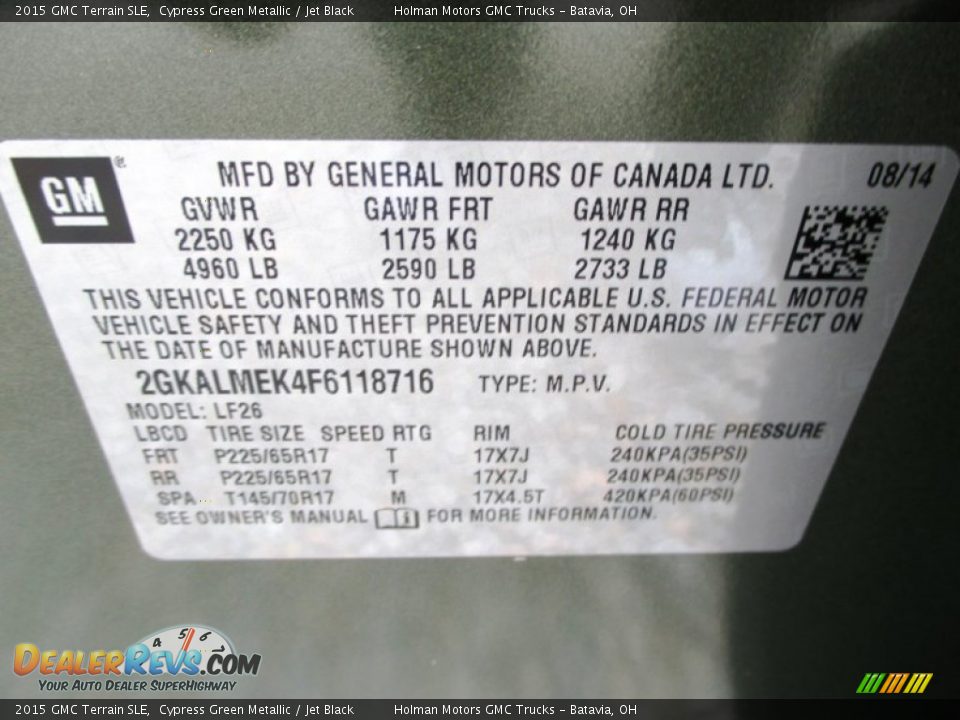 2015 GMC Terrain SLE, Cypress Green Metallic / Jet Black Holman Motors GMC Trucks - Batavia, OH
GM®
MFD BY GENERAL MOTORS OF CANADA LTD. 08/14
GVWR GAWR FRT GAWR RR
2250 KG 1175 KG 1240 KG
4960 LB 2590 LB 2733 LB
THIS VEHICLE CONFORMS TO ALL APPLICABLE U.S. FEDERAL MOTOR
VEHICLE SAFETY AND THEFT PREVENTION STANDARDS IN EFFECT ON
THE DATE OF MANUFACTURE SHOWN ABOVE.
2GKALMEK4F6118716 TYPE: M.P.V.
MODEL: LF26
LBCD TIRE SIZE SPEED RTG RIM COLD TIRE PRESSURE
FRT P225/65R17 T 17X7J 240KPA(35PSI)
RR P225/65R17 T 17X7J 240KPA(35PSI)
SPA T145/70R17 M 17X4.5T 420KPA(60PSI)
SEE OWNER'S MANUAL FOR MORE INFORMATION.
4 5 6
DEALERREVS.COM
YOUR AUTO DEALER SUPERHIGHWAY
2015 GMC Terrain SLE, Cypress Green Metallic / Jet Black Holman Motors GMC Trucks - Batavia, OH